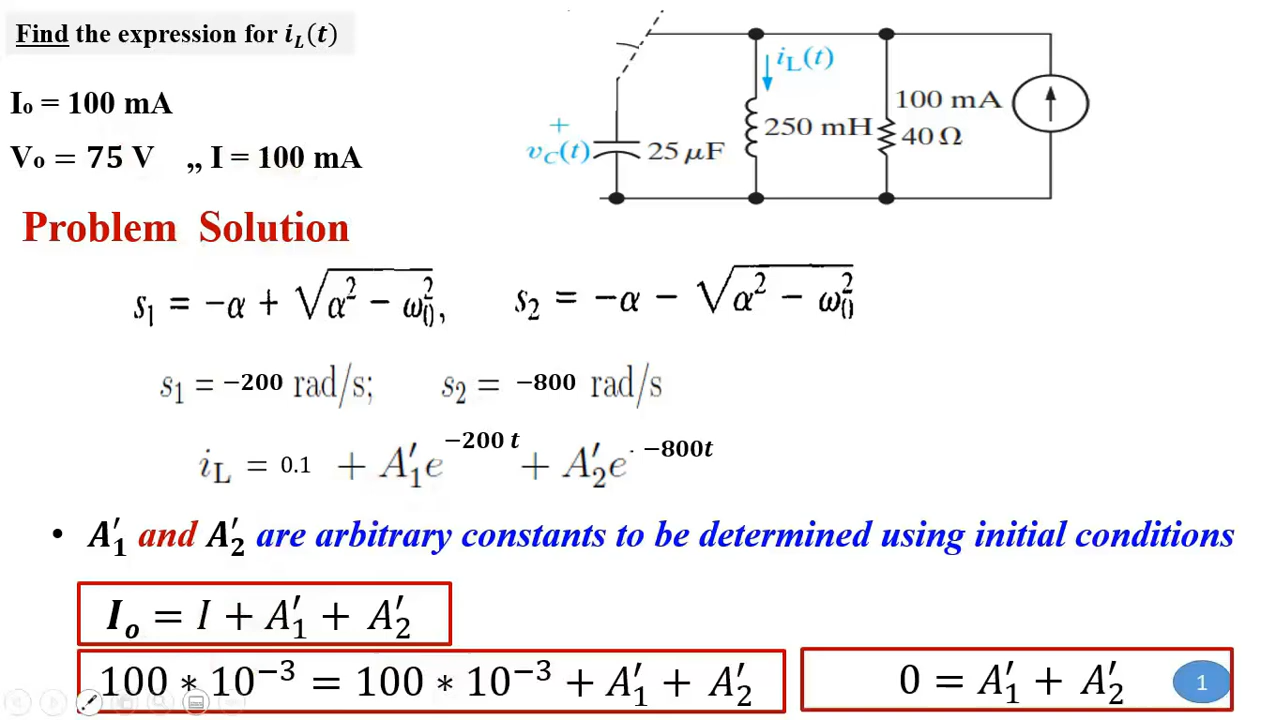 Find the expression for i_L(t)
I₀ = 100 mA
V₀ = 75 V ,, I = 100 mA
i_L(t)
100 mA
+
250 mH
40 Ω
v_C(t)
25 μF
Problem Solution
s₁ = −α + √(α² − ω₀²), s₂ = −α − √(α² − ω₀²)
s₁ = −200 rad/s; s₂ = −800 rad/s
i_L = 0.1 + A′₁e^(−200 t) + A′₂e^(−800t)
• A′₁ and A′₂ are arbitrary constants to be determined using initial conditions
I_o = I + A′₁ + A′₂
100 * 10⁻³ = 100 * 10⁻³ + A′₁ + A′₂
0 = A′₁ + A′₂
1